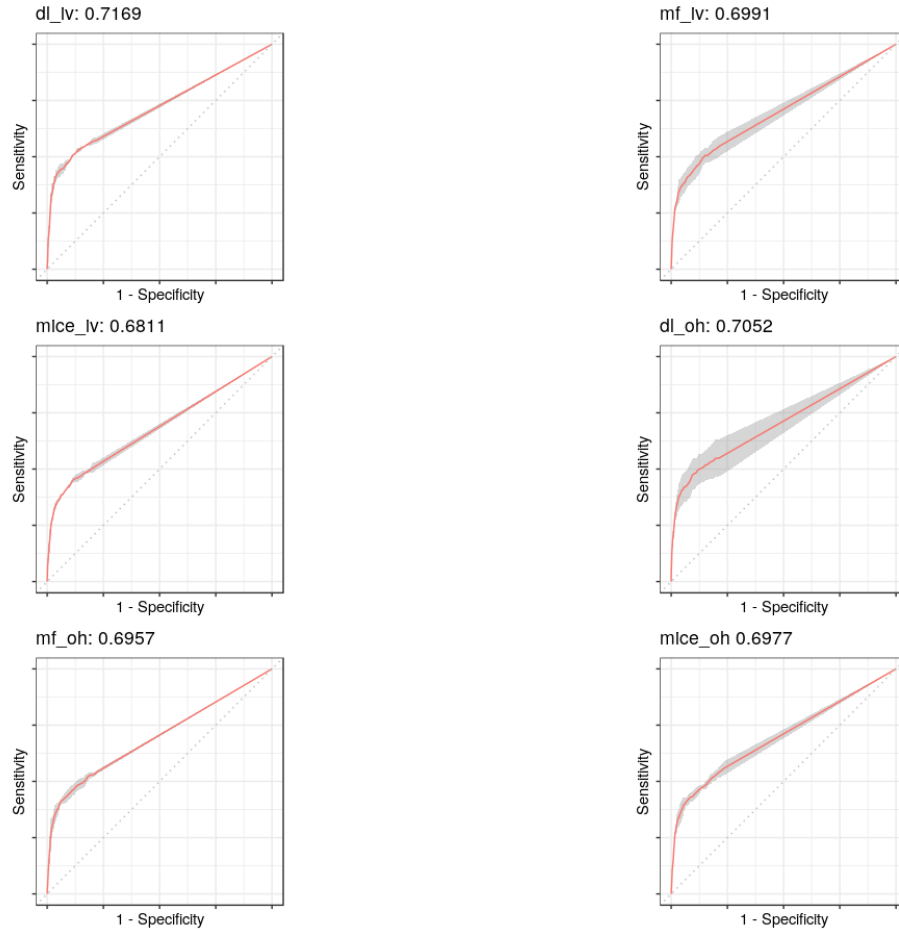 dl_lv: 0.7169
Sensitivity
1 - Specificity
mf_lv: 0.6991
Sensitivity
1 - Specificity
mice_lv: 0.6811
Sensitivity
1 - Specificity
dl_oh: 0.7052
Sensitivity
1 - Specificity
mf_oh: 0.6957
Sensitivity
1 - Specificity
mice_oh 0.6977
Sensitivity
1 - Specificity